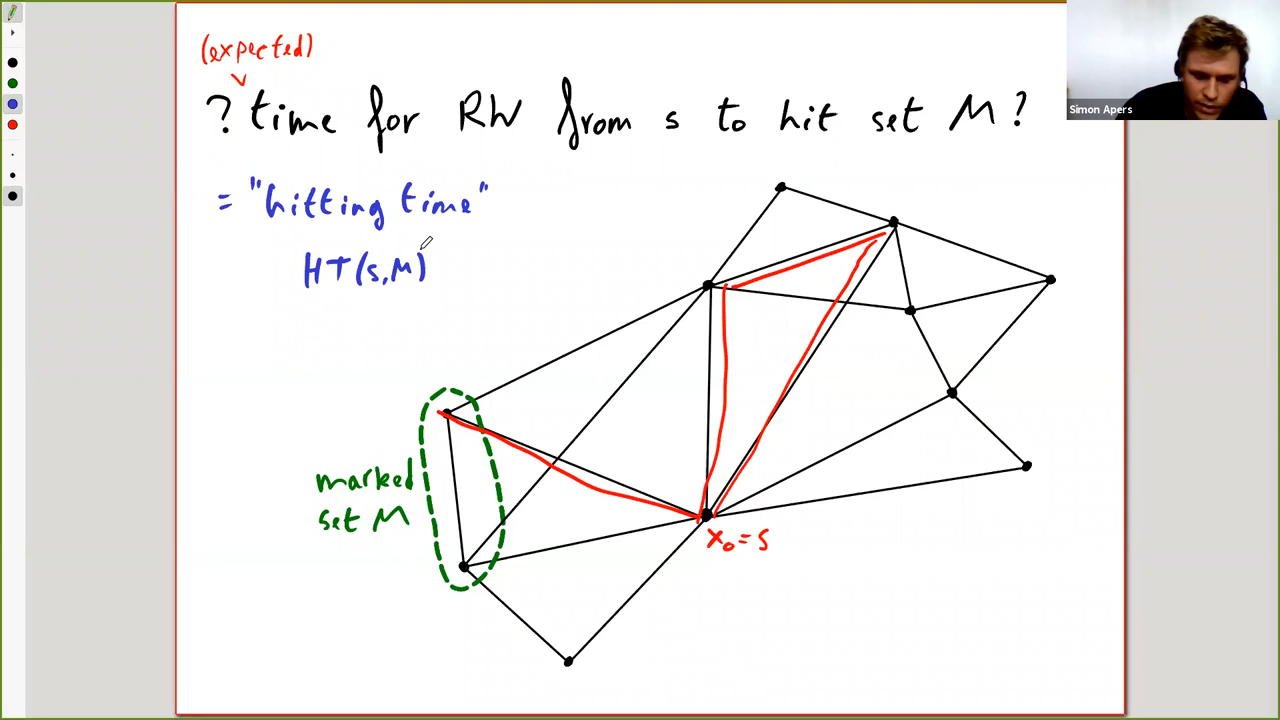 (expected)
? time for RW from s to hit set M?
= "hitting time"
HT(s,M)
marked
set M
x₀=s
Simon Apers